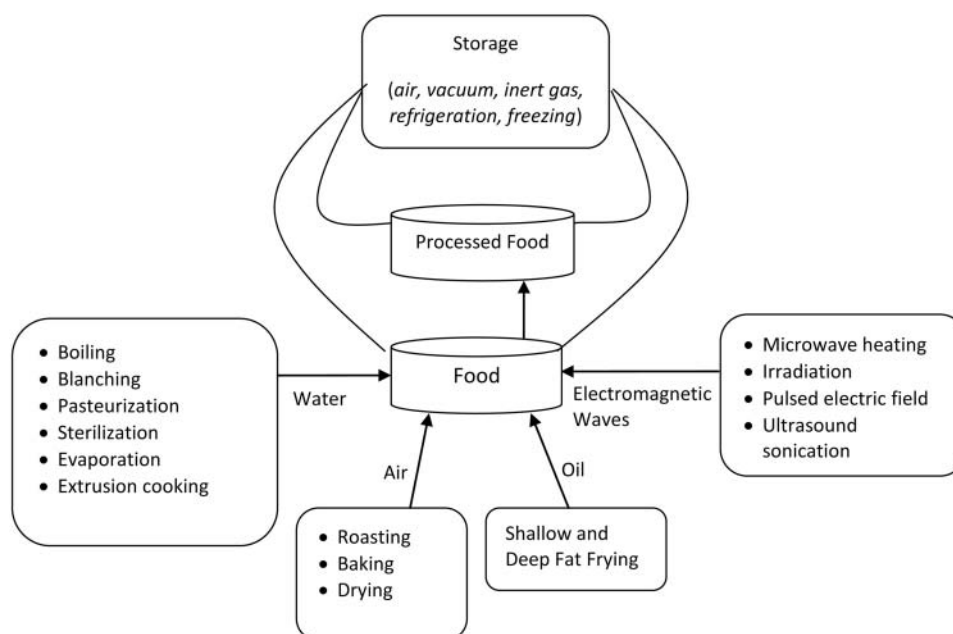 Storage
(air, vacuum, inert gas,
refrigeration, freezing)
Processed Food
• Boiling
• Blanching
• Pasteurization
• Sterilization
• Evaporation
• Extrusion cooking
Water
Food
Electromagnetic
Waves
• Microwave heating
• Irradiation
• Pulsed electric field
• Ultrasound
sonication
Air
Oil
• Roasting
• Baking
• Drying
Shallow and
Deep Fat Frying